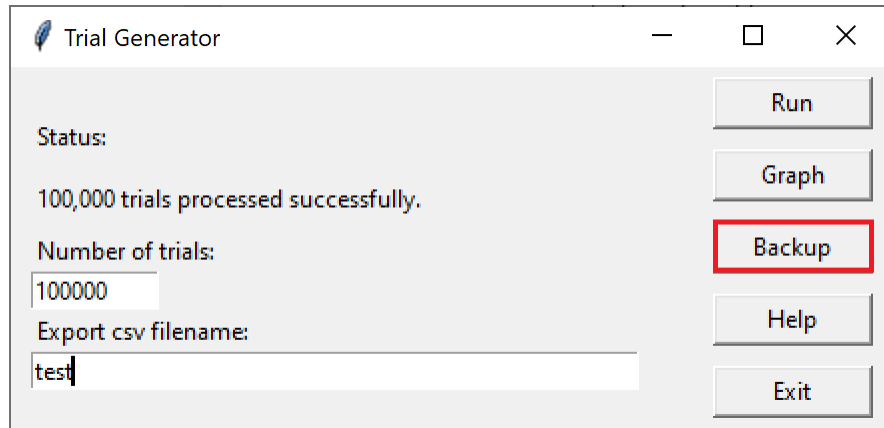 Trial Generator
Run
Status:
Graph
100,000 trials processed successfully.
Backup
Number of trials:
100000
Help
Export csv filename:
test
Exit